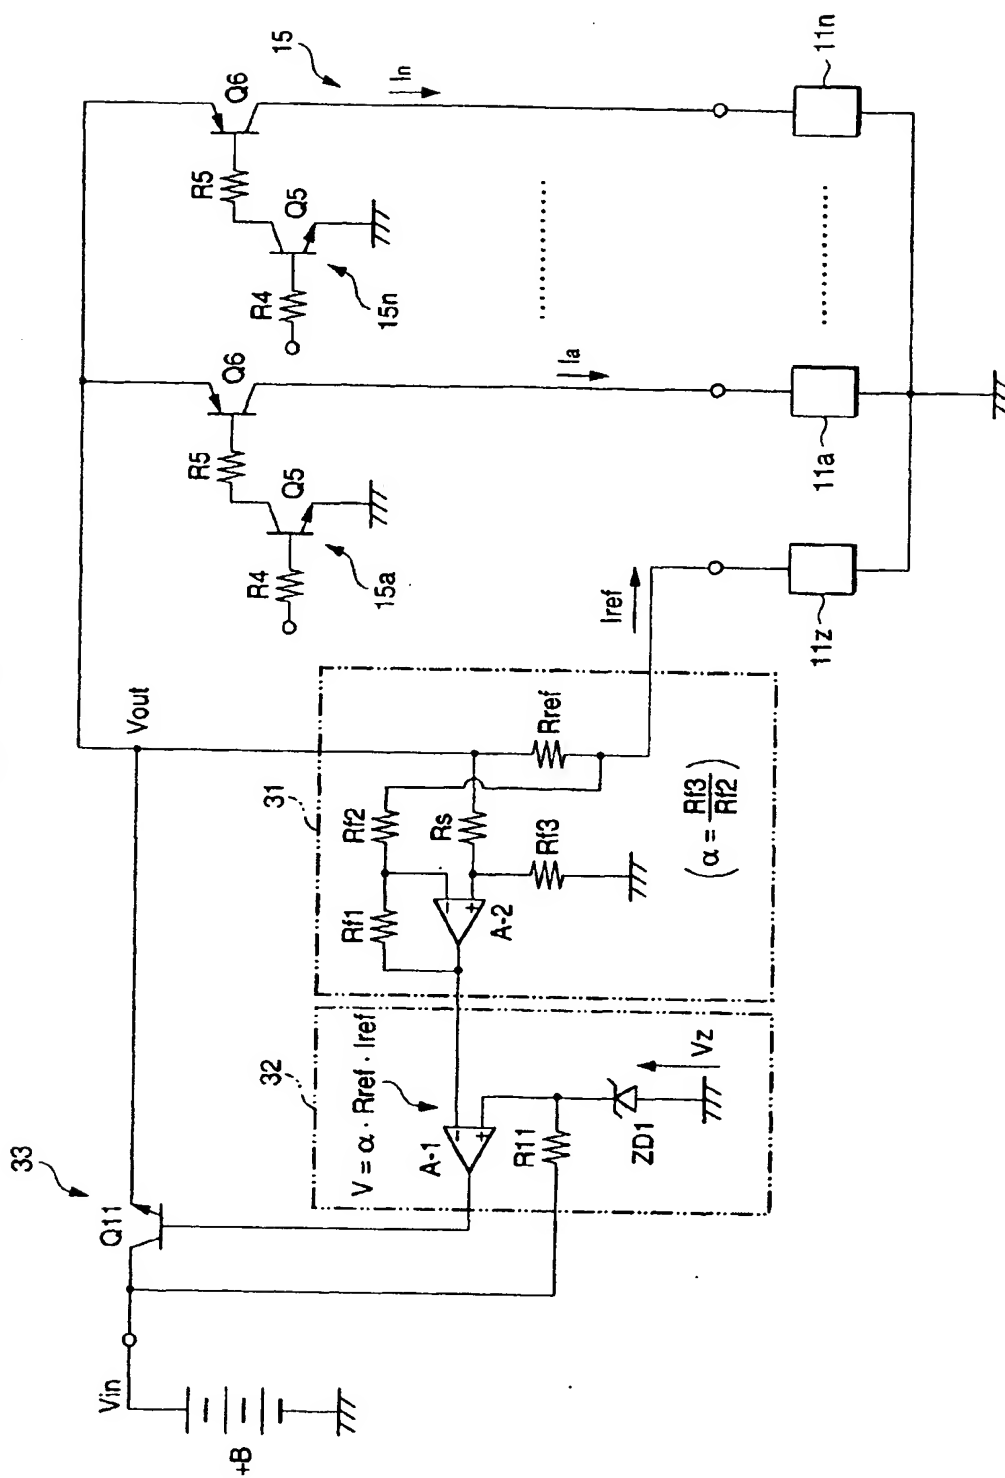 33
Vin
+B
Q11
32
V = α · Rref · Iref
A-1
R11
ZD1
Vz
31
Vout
Rf1
Rf2
Rs
Rref
A-2
Rf3
(α = Rf3/Rf2)
Iref
11z
R4
15a
Q5
R5
Q6
Ia
11a
R4
15n
Q5
R5
Q6
15
In
11n